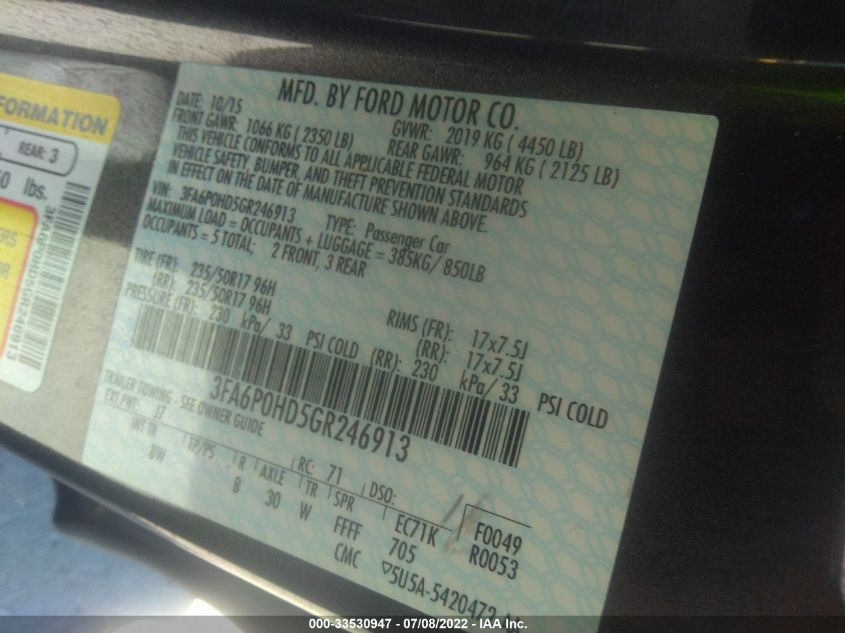 FORMATION
REAR: 3
lbs.
3FA6P0HD5GR246913
MFD. BY FORD MOTOR CO.
DATE: 10/15
GVWR: 2019 KG ( 4450 LB)
FRONT GAWR: 1066 KG ( 2350 LB)
REAR GAWR: 964 KG ( 2125 LB)
THIS VEHICLE CONFORMS TO ALL APPLICABLE FEDERAL MOTOR
VEHICLE SAFETY, BUMPER, AND THEFT PREVENTION STANDARDS
IN EFFECT ON THE DATE OF MANUFACTURE SHOWN ABOVE.
VIN: 3FA6P0HD5GR246913
TYPE: Passenger Car
MAXIMUM LOAD = OCCUPANTS + LUGGAGE = 385KG/ 850LB
OCCUPANTS = 5 TOTAL; 2 FRONT, 3 REAR
TIRE (FR): 235/50R17 96H RIMS (FR): 17x7.5J
(RR): 235/50R17 96H (RR): 17x7.5J
PRESSURE (FR): 230 kPa/ 33 PSI COLD (RR): 230 kPa/33 PSI COLD
3FA6P0HD5GR246913
TRAILER TOWING - SEE OWNER GUIDE
EXT PNT: J7 RC: 71 DSO:
INT TR TP/PS R AXLE TR SPR EC71K F0049
BW B 30 W FFFF 705 R0053
CMC 5U5A-5420472
000-33530947 - 07/08/2022 - IAA Inc.